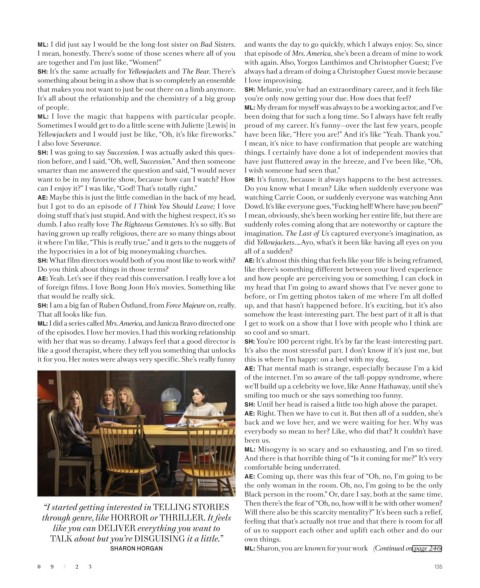 ML: I did just say I would be the long-lost sister on Bad Sisters.
I mean, honestly. There's some of those scenes where all of you
are together and I'm just like, "Women!"
SH: It's the same actually for Yellowjackets and The Bear. There's
something about being in a show that is so completely an ensemble
that makes you not want to just be out there on a limb anymore.
It's all about the relationship and the chemistry of a big group
of people.
ML: I love the magic that happens with particular people.
Sometimes I would get to do a little scene with Juliette [Lewis] in
Yellowjackets and I would just be like, "Oh, it's like fireworks."
I also love Severance.
SH: I was going to say Succession. I was actually asked this ques-
tion before, and I said, "Oh, well, Succession." And then someone
smarter than me answered the question and said, "I would never
want to be in my favorite show, because how can I watch? How
can I enjoy it?" I was like, "God! That's totally right."
AE: Maybe this is just the little comedian in the back of my head,
but I got to do an episode of I Think You Should Leave; I love
doing stuff that's just stupid. And with the highest respect, it's so
dumb. I also really love The Righteous Gemstones. It's so silly. But
having grown up really religious, there are so many things about
it where I'm like, "This is really true," and it gets to the nuggets of
the hypocrisies in a lot of big moneymaking churches.
SH: What film directors would both of you most like to work with?
Do you think about things in those terms?
AE: Yeah. Let's see if they read this conversation. I really love a lot
of foreign films. I love Bong Joon Ho's movies. Something like
that would be really sick.
SH: I am a big fan of Ruben Östlund, from Force Majeure on, really.
That all looks like fun.
ML: I did a series called Mrs. America, and Janicza Bravo directed one
of the episodes. I love her movies. I had this working relationship
with her that was so dreamy. I always feel that a good director is
like a good therapist, where they tell you something that unlocks
it for you. Her notes were always very specific. She's really funny
"I started getting interested in TELLING STORIES
through genre, like HORROR or THRILLER. It feels
like you can DELIVER everything you want to
TALK about but you're DISGUISING it a little."
SHARON HORGAN
and wants the day to go quickly, which I always enjoy. So, since
that episode of Mrs. America, she's been a dream of mine to work
with again. Also, Yorgos Lanthimos and Christopher Guest; I've
always had a dream of doing a Christopher Guest movie because
I love improvising.
SH: Melanie, you've had an extraordinary career, and it feels like
you're only now getting your due. How does that feel?
ML: My dream for myself was always to be a working actor, and I've
been doing that for such a long time. So I always have felt really
proud of my career. It's funny—over the last few years, people
have been like, "Here you are!" And it's like "Yeah. Thank you."
I mean, it's nice to have confirmation that people are watching
things. I certainly have done a lot of independent movies that
have just fluttered away in the breeze, and I've been like, "Oh,
I wish someone had seen that."
SH: It's funny, because it always happens to the best actresses.
Do you know what I mean? Like when suddenly everyone was
watching Carrie Coon, or suddenly everyone was watching Ann
Dowd. It's like everyone goes, "Fucking hell! Where have you been?"
I mean, obviously, she's been working her entire life, but there are
suddenly roles coming along that are noteworthy or capture the
imagination. The Last of Us captured everyone's imagination, as
did Yellowjackets....Ayo, what's it been like having all eyes on you
all of a sudden?
AE: It's almost this thing that feels like your life is being reframed,
like there's something different between your lived experience
and how people are perceiving you or something. I can clock in
my head that I'm going to award shows that I've never gone to
before, or I'm getting photos taken of me where I'm all dolled
up, and that hasn't happened before. It's exciting, but it's also
somehow the least-interesting part. The best part of it all is that
I get to work on a show that I love with people who I think are
so cool and so smart.
SH: You're 100 percent right. It's by far the least-interesting part.
It's also the most stressful part. I don't know if it's just me, but
this is where I'm happy: on a bed with my dog.
AE: That mental math is strange, especially because I'm a kid
of the internet. I'm so aware of the tall-poppy syndrome, where
we'll build up a celebrity we love, like Anne Hathaway, until she's
smiling too much or she says something too funny.
SH: Until her head is raised a little too high above the parapet.
AE: Right. Then we have to cut it. But then all of a sudden, she's
back and we love her, and we were waiting for her. Why was
everybody so mean to her? Like, who did that? It couldn't have
been us.
ML: Misogyny is so scary and so exhausting, and I'm so tired.
And there is that horrible thing of "Is it coming for me?" It's very
comfortable being underrated.
AE: Coming up, there was this fear of "Oh, no, I'm going to be
the only woman in the room. Oh, no, I'm going to be the only
Black person in the room." Or, dare I say, both at the same time.
Then there's the fear of "Oh, no, how will it be with other women?
Will there also be this scarcity mentality?" It's been such a relief,
feeling that that's actually not true and that there is room for all
of us to support each other and uplift each other and do our
own things.
ML: Sharon, you are known for your work (Continued on page 246)
09 | 23
135